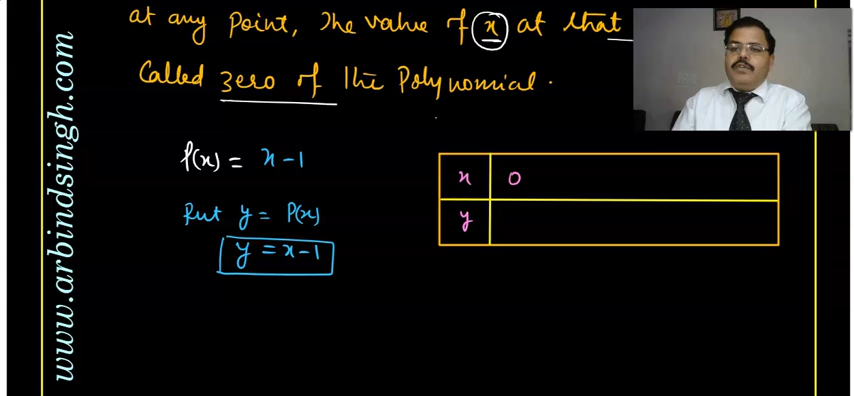 at any point, The value of x at that
Called zero of The Polynomial.
P(x) = x - 1
Put y = P(x)
y = x - 1
x 0
y
www.arbindsingh.com